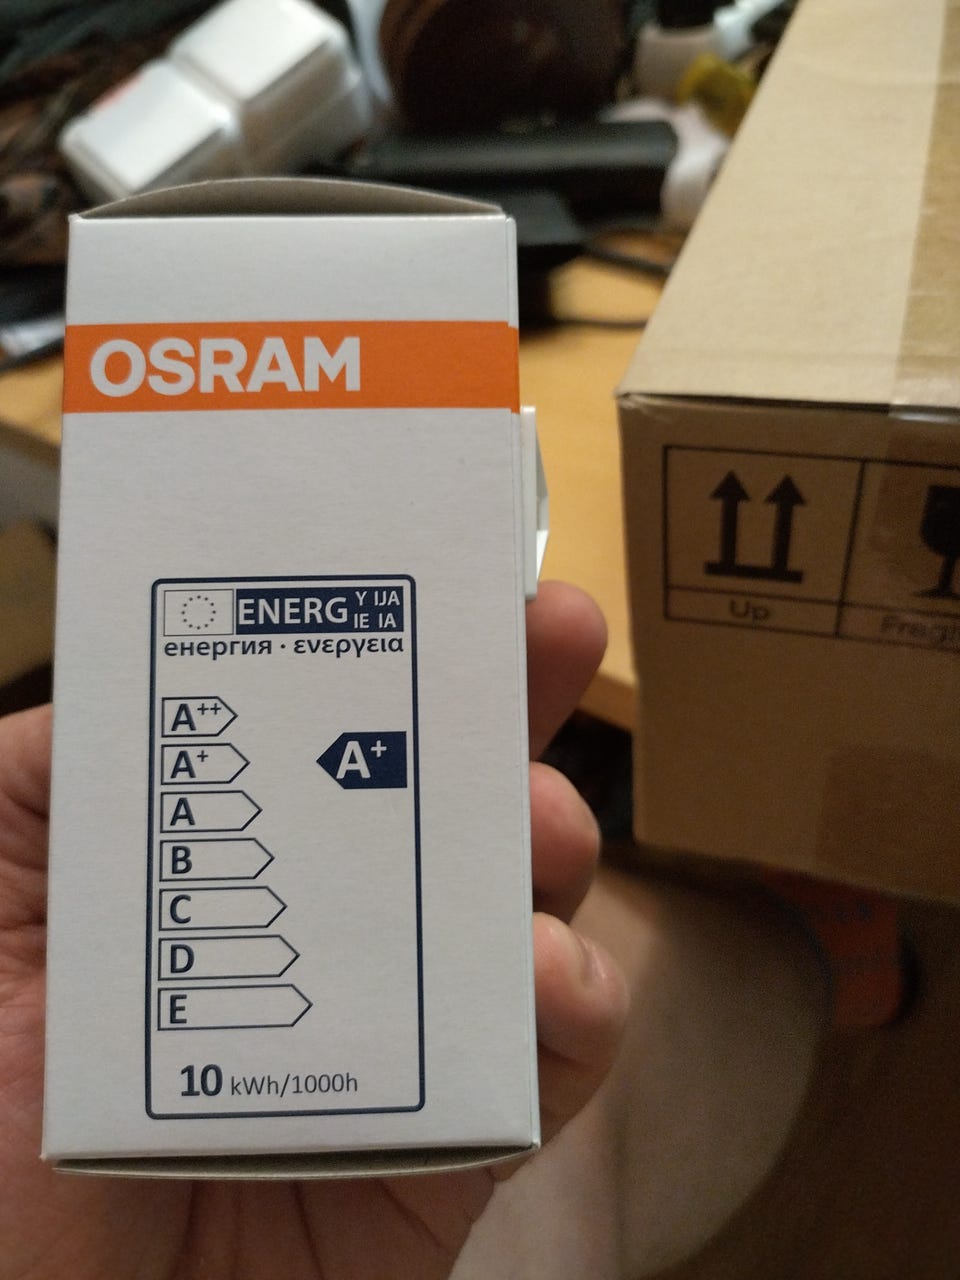 OSRAM
ENERG Y IJA
IE IA
енергия · ενεργεια
A++
A+
A+
A
B
C
D
E
10 kWh/1000h
Up